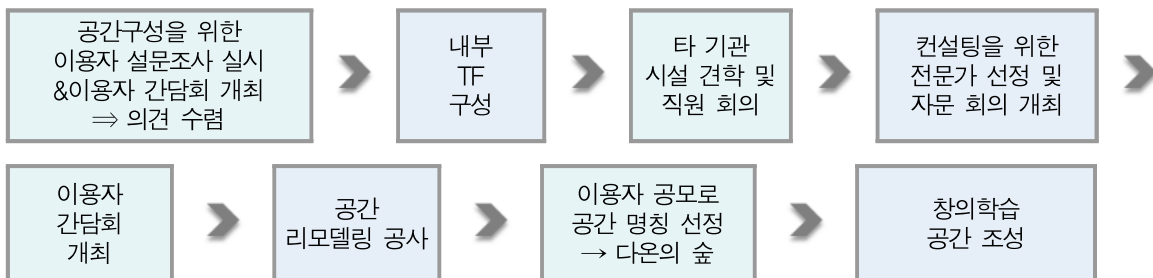 공간구성을 위한
이용자 설문조사 실시
&이용자 간담회 개최
⇒ 의견 수렴
내부
TF
구성
타 기관
시설 견학 및
직원 회의
컨설팅을 위한
전문가 선정 및
자문 회의 개최
이용자
간담회
개최
공간
리모델링 공사
이용자 공모로
공간 명칭 선정
→ 다온의 숲
창의학습
공간 조성